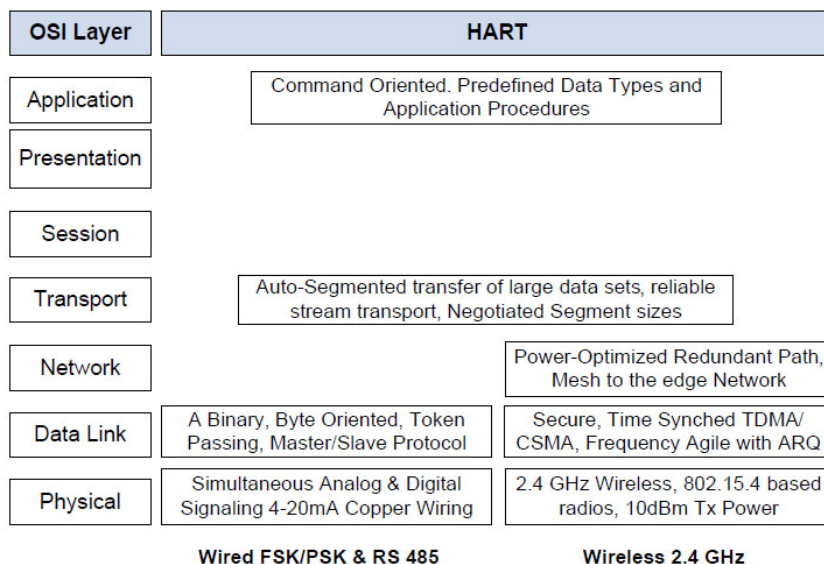 OSI Layer
HART
Application
Command Oriented. Predefined Data Types and
Application Procedures
Presentation
Session
Transport
Auto-Segmented transfer of large data sets, reliable
stream transport, Negotiated Segment sizes
Network
Power-Optimized Redundant Path,
Mesh to the edge Network
Data Link
A Binary, Byte Oriented, Token
Passing, Master/Slave Protocol
Secure, Time Synched TDMA/
CSMA, Frequency Agile with ARQ
Physical
Simultaneous Analog & Digital
Signaling 4-20mA Copper Wiring
2.4 GHz Wireless, 802.15.4 based
radios, 10dBm Tx Power
Wired FSK/PSK & RS 485
Wireless 2.4 GHz